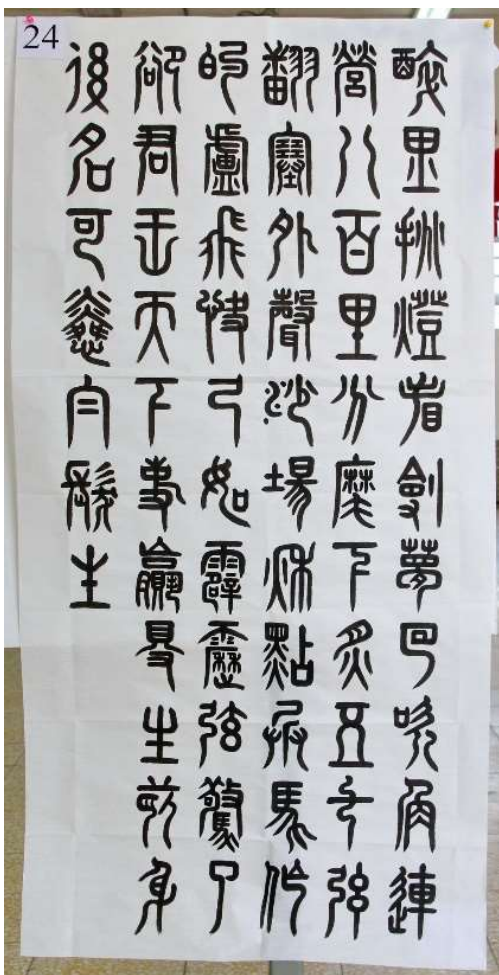 24
醉里挑燈看劍夢回吹角連
營八百里分麾下炙五十弦
翻塞外聲沙場秋點兵馬作
的盧飛快弓如霹靂弦驚了
卻君王天下事贏得生前身
後名可憐白髮生